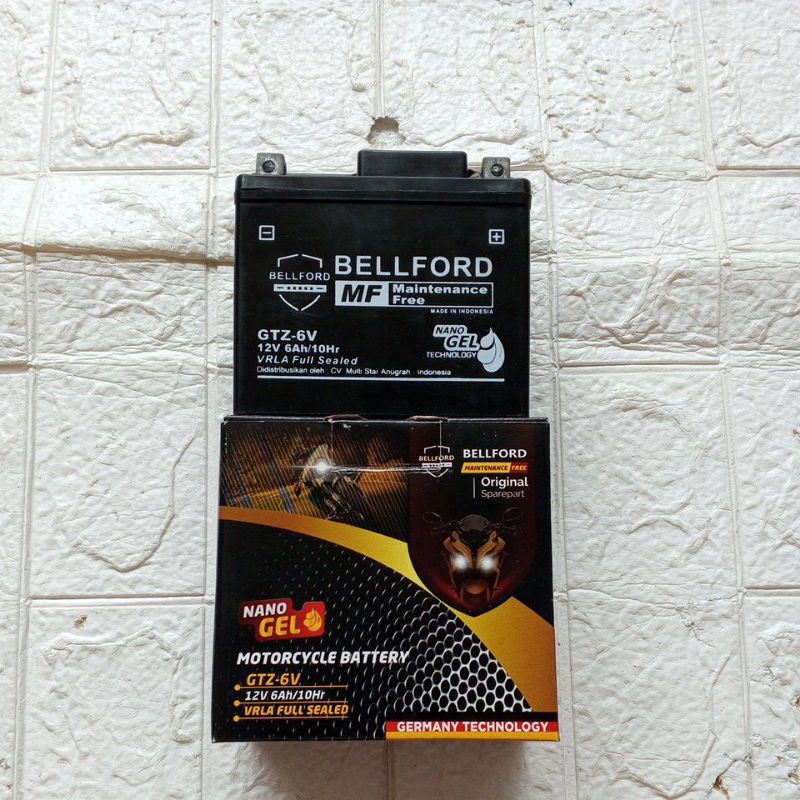 BELLFORD
BELLFORD
MF Maintenance Free
MADE IN INDONESIA
GTZ-6V
12V 6Ah/10Hr
VRLA Full Sealed
Didistribusikan oleh : CV Multi Star Anugrah - Indonesia
NANO
GEL
TECHNOLOGY
BELLFORD
BELLFORD
MAINTENANCE FREE
Original
Sparepart
NANO
GEL
MOTORCYCLE BATTERY
GTZ-6V
12V 6Ah/10Hr
VRLA FULL SEALED
GERMANY TECHNOLOGY